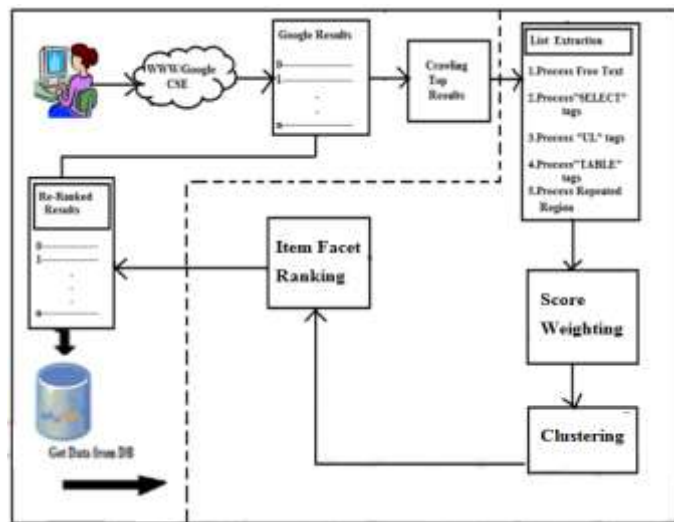 WWW/Google
CSE
Google Results
0
1
n
Crawling
Top
Results
List Extraction
1.Process Free Text
2.Process"SELECT"
tags
3.Process "UL" tags
4.Process"TABLE"
tags
5.Process Repeated
Region
Re-Ranked
Results
0
1
n
Item Facet
Ranking
Score
Weighting
Clustering
Get Data from DB